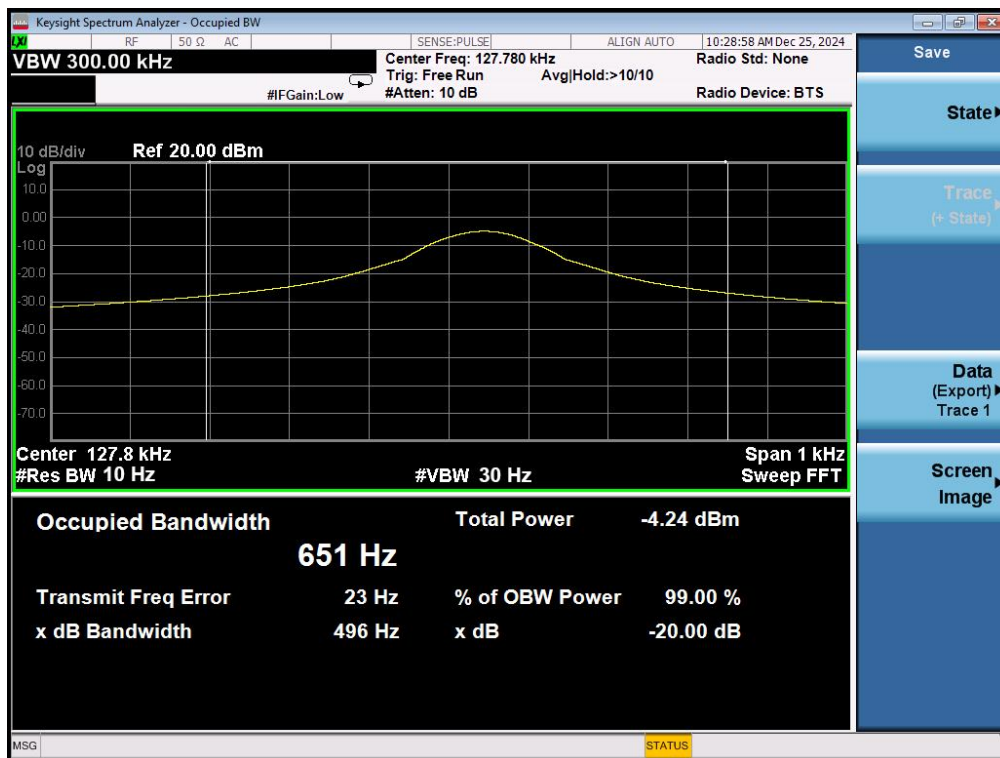 Keysight Spectrum Analyzer - Occupied BW
LXI RF 50 Ω AC SENSE:PULSE ALIGN AUTO 10:28:58 AM Dec 25, 2024
VBW 300.00 kHz
Center Freq: 127.780 kHz
Radio Std: None
Trig: Free Run Avg|Hold:>10/10
#IFGain:Low #Atten: 10 dB
Radio Device: BTS
10 dB/div Ref 20.00 dBm
Log
10.0
0.00
-10.0
-20.0
-30.0
-40.0
-50.0
-60.0
-70.0
Center 127.8 kHz Span 1 kHz
#Res BW 10 Hz #VBW 30 Hz Sweep FFT
Occupied Bandwidth Total Power -4.24 dBm
651 Hz
Transmit Freq Error 23 Hz % of OBW Power 99.00 %
x dB Bandwidth 496 Hz x dB -20.00 dB
MSG STATUS
Save
State
Trace
(+ State)
Data
(Export)
Trace 1
Screen
Image